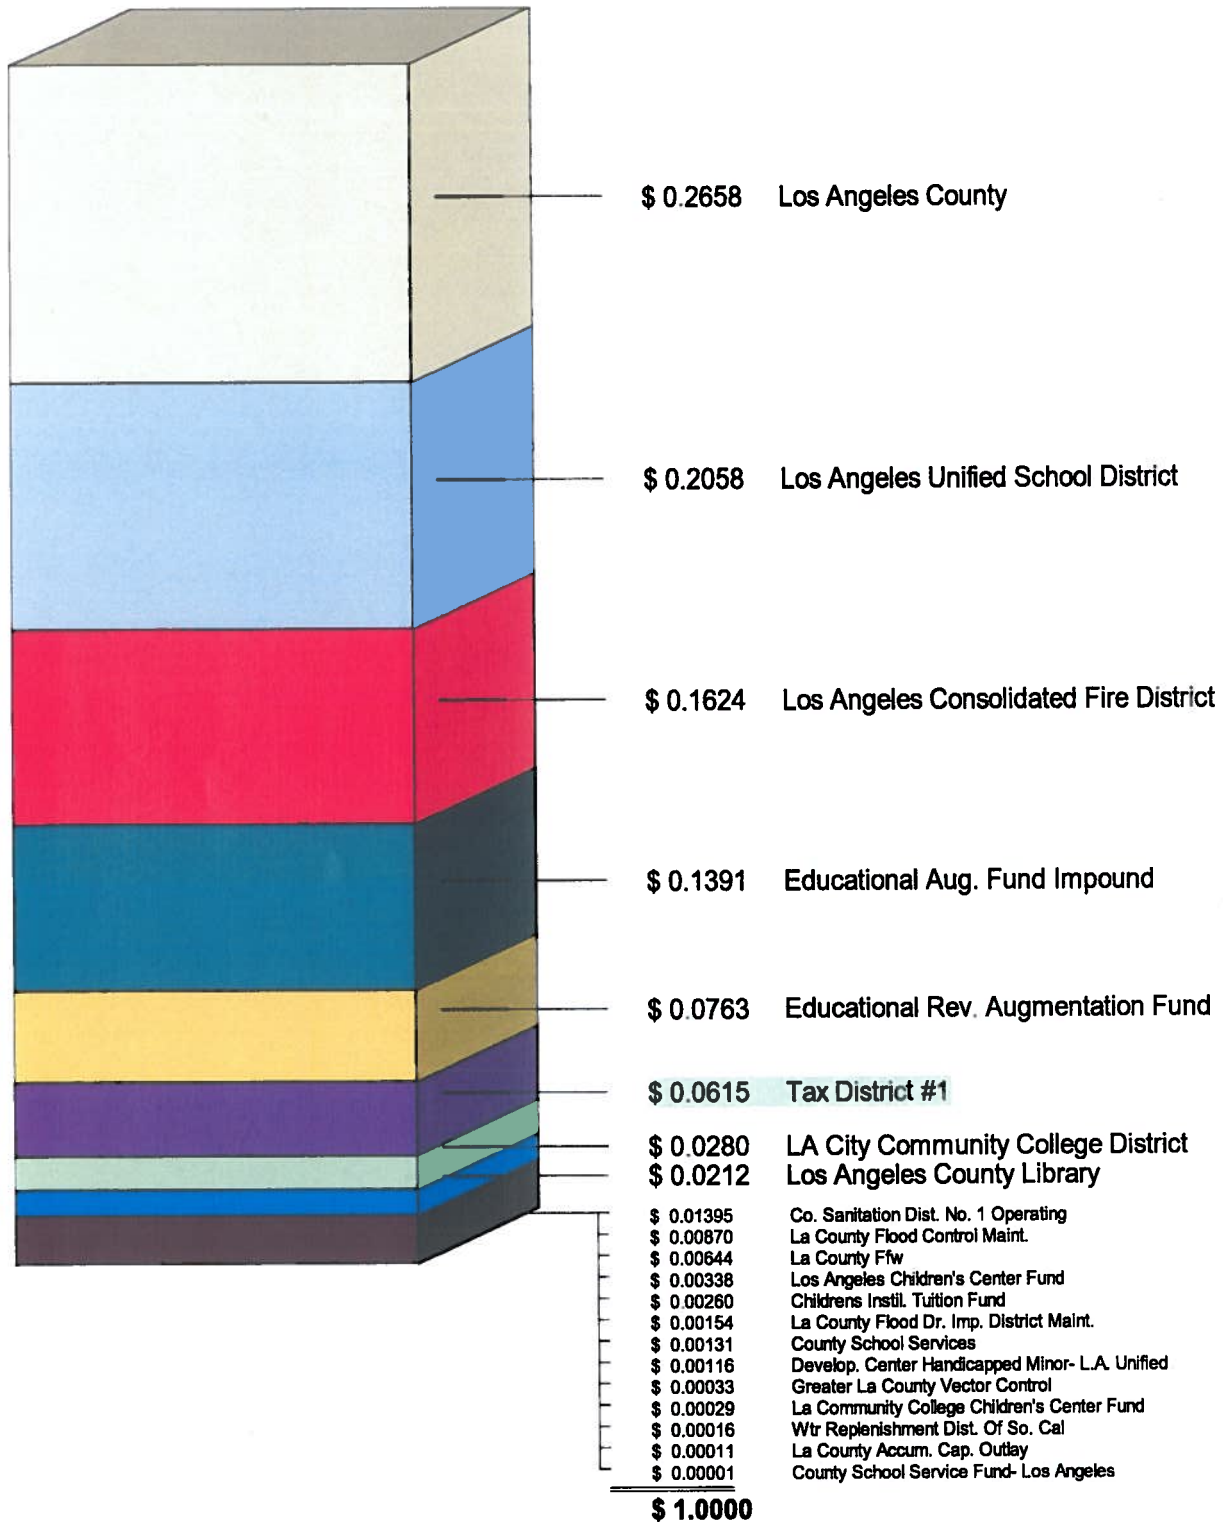 $ 0.2658 Los Angeles County
$ 0.2058 Los Angeles Unified School District
$ 0.1624 Los Angeles Consolidated Fire District
$ 0.1391 Educational Aug. Fund Impound
$ 0.0763 Educational Rev. Augmentation Fund
$ 0.0615 Tax District #1
$ 0.0280 LA City Community College District
$ 0.0212 Los Angeles County Library
$ 0.01395 Co. Sanitation Dist. No. 1 Operating
$ 0.00870 La County Flood Control Maint.
$ 0.00644 La County Ffw
$ 0.00338 Los Angeles Children's Center Fund
$ 0.00260 Childrens Instil. Tuition Fund
$ 0.00154 La County Flood Dr. Imp. District Maint.
$ 0.00131 County School Services
$ 0.00116 Develop. Center Handicapped Minor- L.A. Unified
$ 0.00033 Greater La County Vector Control
$ 0.00029 La Community College Children's Center Fund
$ 0.00016 Wtr Replenishment Dist. Of So. Cal
$ 0.00011 La County Accum. Cap. Outlay
$ 0.00001 County School Service Fund- Los Angeles
$ 1.0000